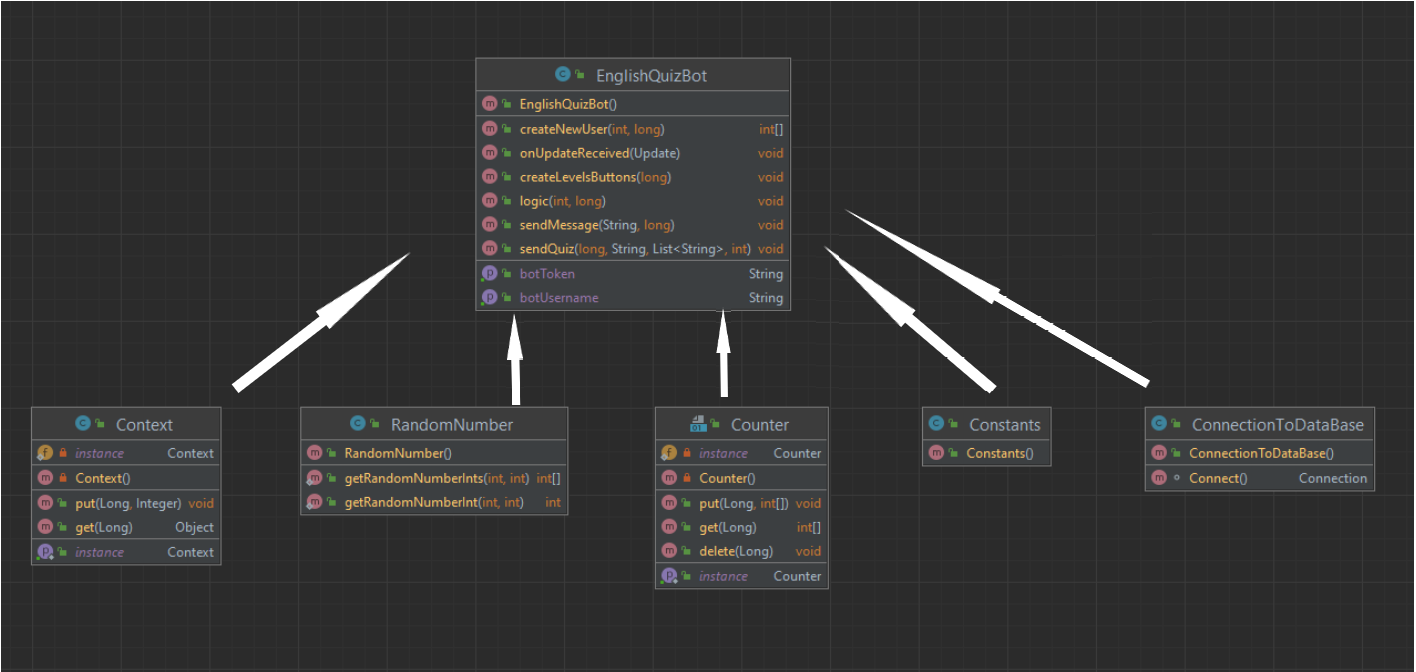 EnglishQuizBot
EnglishQuizBot()
createNewUser(int, long) int[]
onUpdateReceived(Update) void
createLevelsButtons(long) void
logic(int, long) void
sendMessage(String, long) void
sendQuiz(long, String, List<String>, int) void
botToken String
botUsername String
Context
instance Context
Context()
put(Long, Integer) void
get(Long) Object
instance Context
RandomNumber
RandomNumber()
getRandomNumberInts(int, int) int[]
getRandomNumberInt(int, int) int
Counter
instance Counter
Counter()
put(Long, int[]) void
get(Long) int[]
delete(Long) void
instance Counter
Constants
Constants()
ConnectionToDataBase
ConnectionToDataBase()
Connect() Connection